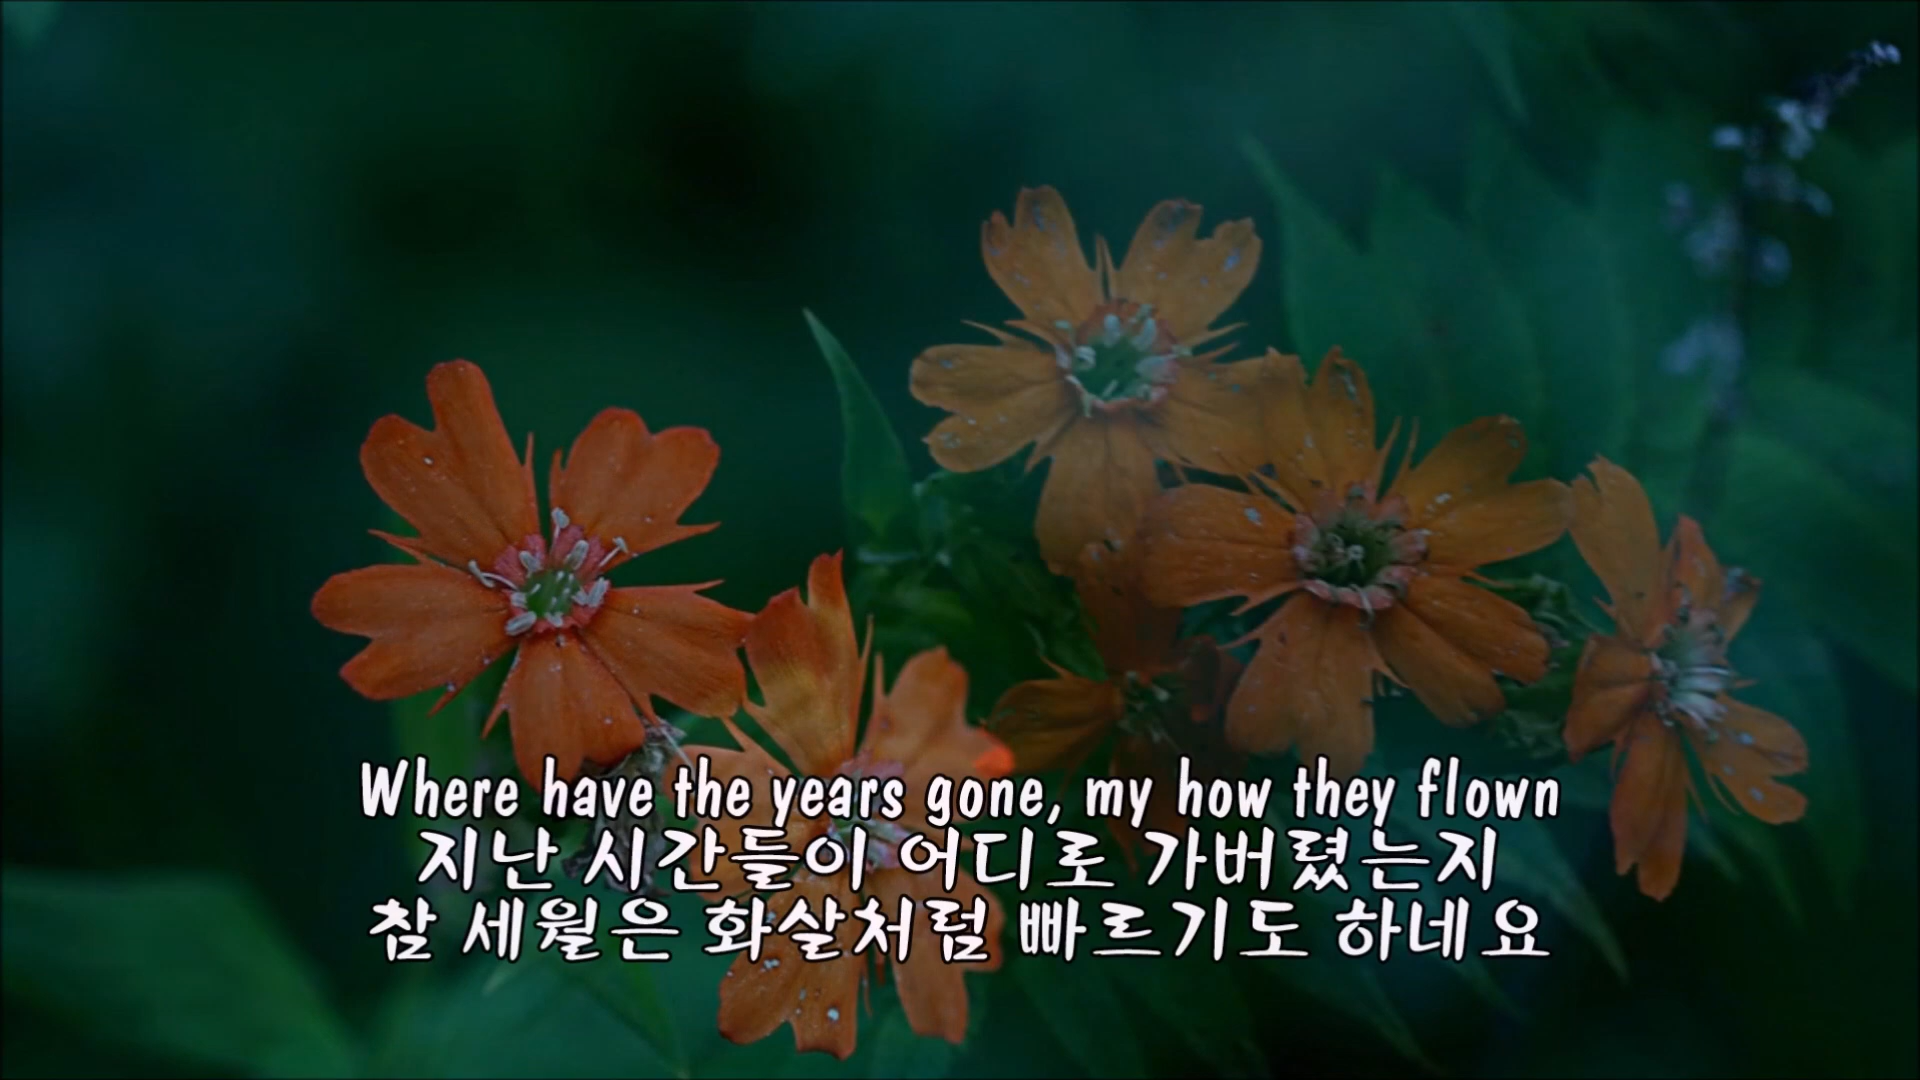 Where have the years gone, my how they flown
지난 시간들이 어디로 가버렸는지
참 세월은 화살처럼 빠르기도 하네요